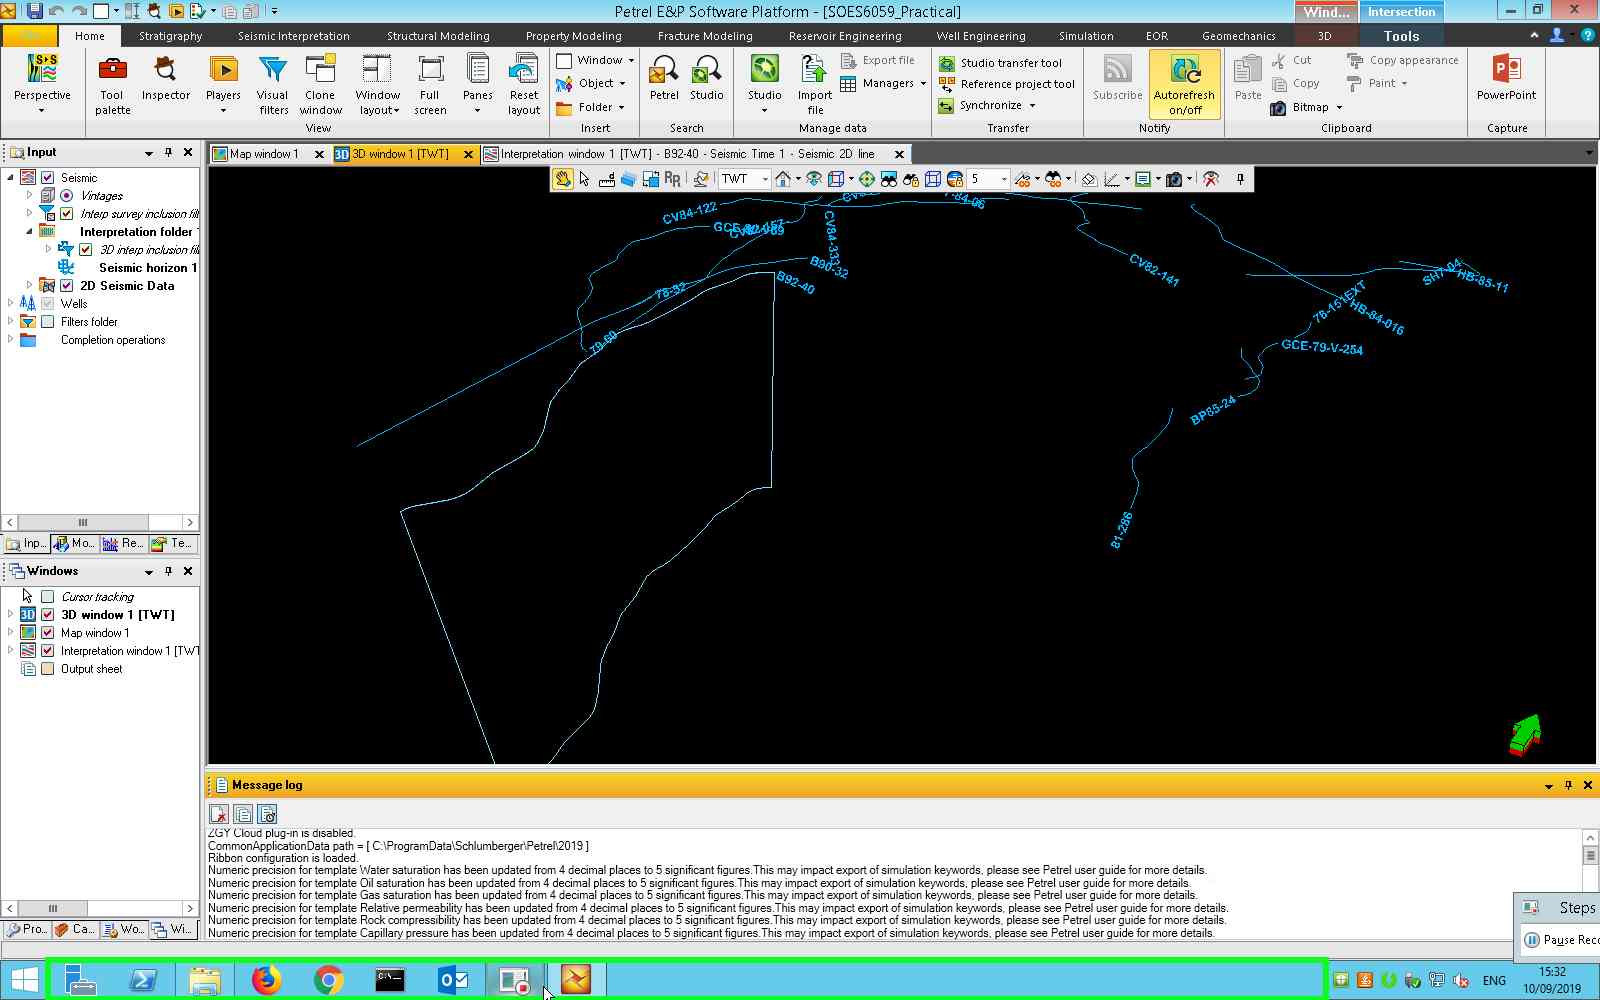 Petrel E&P Software Platform - [SOES6059_Practical]
Wind... Intersection
Home Stratigraphy Seismic Interpretation Structural Modeling Property Modeling Fracture Modeling Reservoir Engineering Well Engineering Simulation EOR Geomechanics 3D Tools
Perspective
Tool palette
Inspector
Players
Visual filters
Clone window
Window layout
Full screen
Panes
Reset layout
View
Window
Object
Folder
Insert
Petrel
Studio
Search
Studio
Import file
Export file
Managers
Manage data
Studio transfer tool
Reference project tool
Synchronize
Transfer
Subscribe
Autorefresh on/off
Notify
Paste
Cut
Copy
Bitmap
Copy appearance
Paint
Clipboard
PowerPoint
Capture
Input
Seismic
Vintages
Interp survey inclusion fil
Interpretation folder
3D interp inclusion fil
Seismic horizon 1
2D Seismic Data
Wells
Filters folder
Completion operations
Inp... Mo... Re... Te...
Windows
Cursor tracking
3D window 1 [TWT]
Map window 1
Interpretation window 1 [TWT
Output sheet
Pro... Ca... Wo... Wi...
Map window 1
3D 3D window 1 [TWT]
Interpretation window 1 [TWT] - B92-40 - Seismic Time 1 - Seismic 2D line
TWT
5
CV84-122
CV84-333
B90-32
B92-40
78-92
79-60
CV82-141
SH7-94
HB-85-11
78-151EXT
HB-84-016
GCE-79-V-254
BP85-24
81-286
Message log
ZGY Cloud plug-in is disabled.
CommonApplicationData path = [ C:\ProgramData\Schlumberger\Petrel\2019 ]
Ribbon configuration is loaded.
Numeric precision for template Water saturation has been updated from 4 decimal places to 5 significant figures.This may impact export of simulation keywords, please see Petrel user guide for more details.
Numeric precision for template Oil saturation has been updated from 4 decimal places to 5 significant figures.This may impact export of simulation keywords, please see Petrel user guide for more details.
Numeric precision for template Gas saturation has been updated from 4 decimal places to 5 significant figures.This may impact export of simulation keywords, please see Petrel user guide for more details.
Numeric precision for template Relative permeability has been updated from 4 decimal places to 5 significant figures.This may impact export of simulation keywords, please see Petrel user guide for more details.
Numeric precision for template Rock compressibility has been updated from 4 decimal places to 5 significant figures.This may impact export of simulation keywords, please see Petrel user guide for more details.
Numeric precision for template Capillary pressure has been updated from 4 decimal places to 5 significant figures.This may impact export of simulation keywords, please see Petrel user guide for more details.
Steps
Pause Reco
ENG
15:32
10/09/2019